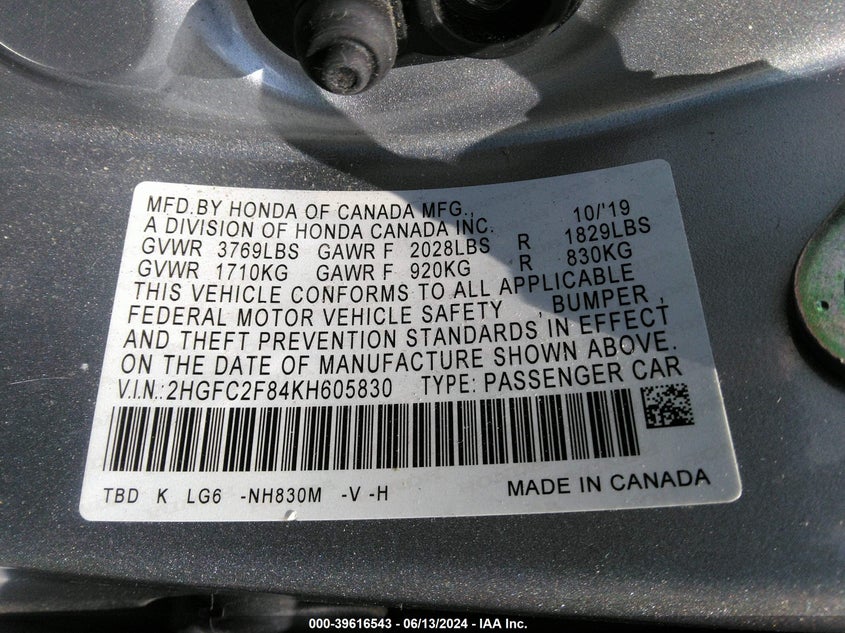 MFD.BY HONDA OF CANADA MFG., 10/'19
A DIVISION OF HONDA CANADA INC.
GVWR 3769LBS GAWR F 2028LBS R 1829LBS
GVWR 1710KG GAWR F 920KG R 830KG
THIS VEHICLE CONFORMS TO ALL APPLICABLE
FEDERAL MOTOR VEHICLE SAFETY , BUMPER ,
AND THEFT PREVENTION STANDARDS IN EFFECT
ON THE DATE OF MANUFACTURE SHOWN ABOVE.
V.I.N.:2HGFC2F84KH605830 TYPE: PASSENGER CAR
TBD K LG6 -NH830M -V -H MADE IN CANADA
000-39616543 / 06/13/2024 - IAA Inc.